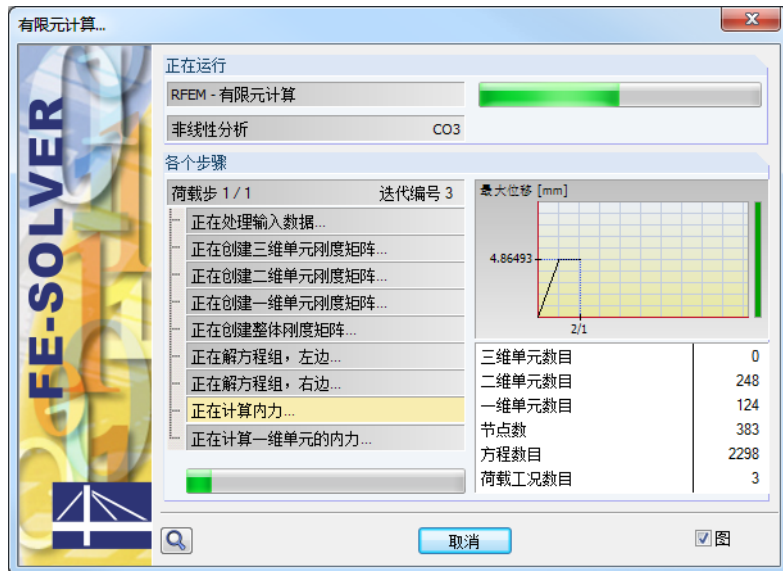 有限元计算...
FE-SOLVER
正在运行
RFEM - 有限元计算
非线性分析 CO3
各个步骤
荷载步 1 / 1 迭代编号 3
正在处理输入数据...
正在创建三维单元刚度矩阵...
正在创建二维单元刚度矩阵...
正在创建一维单元刚度矩阵...
正在创建整体刚度矩阵...
正在解方程组，左边...
正在解方程组，右边...
正在计算内力...
正在计算一维单元的内力...
最大位移 [mm]
4.86493
2/1
三维单元数目 0
二维单元数目 248
一维单元数目 124
节点数 383
方程数目 2298
荷载工况数目 3
取消
图